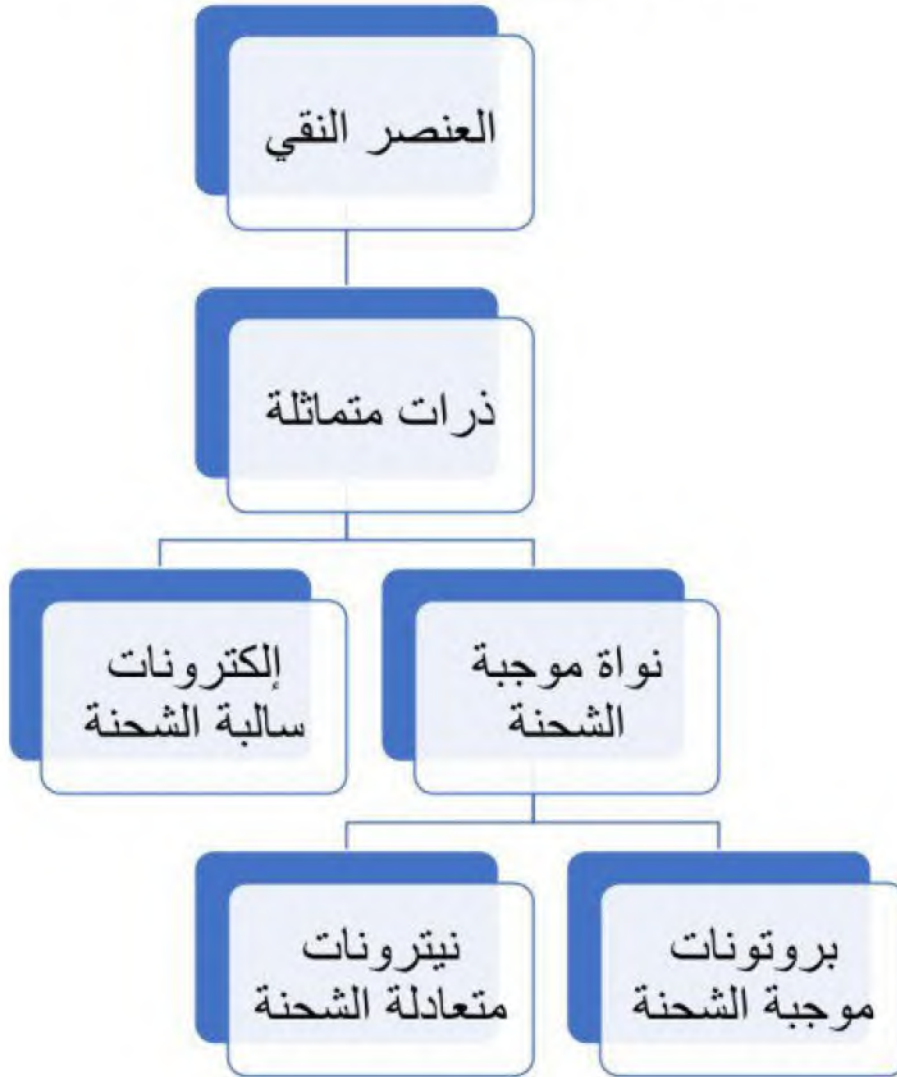 العنصر النقي
ذرات متماثلة
نواة موجبة
الشحنة
إلكترونات
سالبة الشحنة
بروتونات
موجبة الشحنة
نيترونات
متعادلة الشحنة